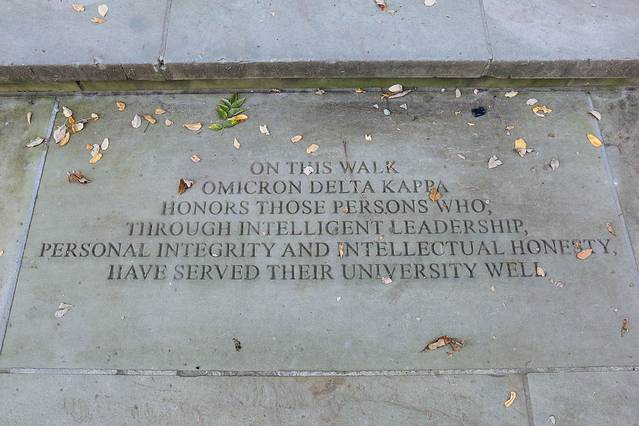 ON THIS WALK
OMICRON DELTA KAPPA
HONORS THOSE PERSONS WHO,
THROUGH INTELLIGENT LEADERSHIP,
PERSONAL INTEGRITY AND INTELLECTUAL HONESTY,
HAVE SERVED THEIR UNIVERSITY WELL.